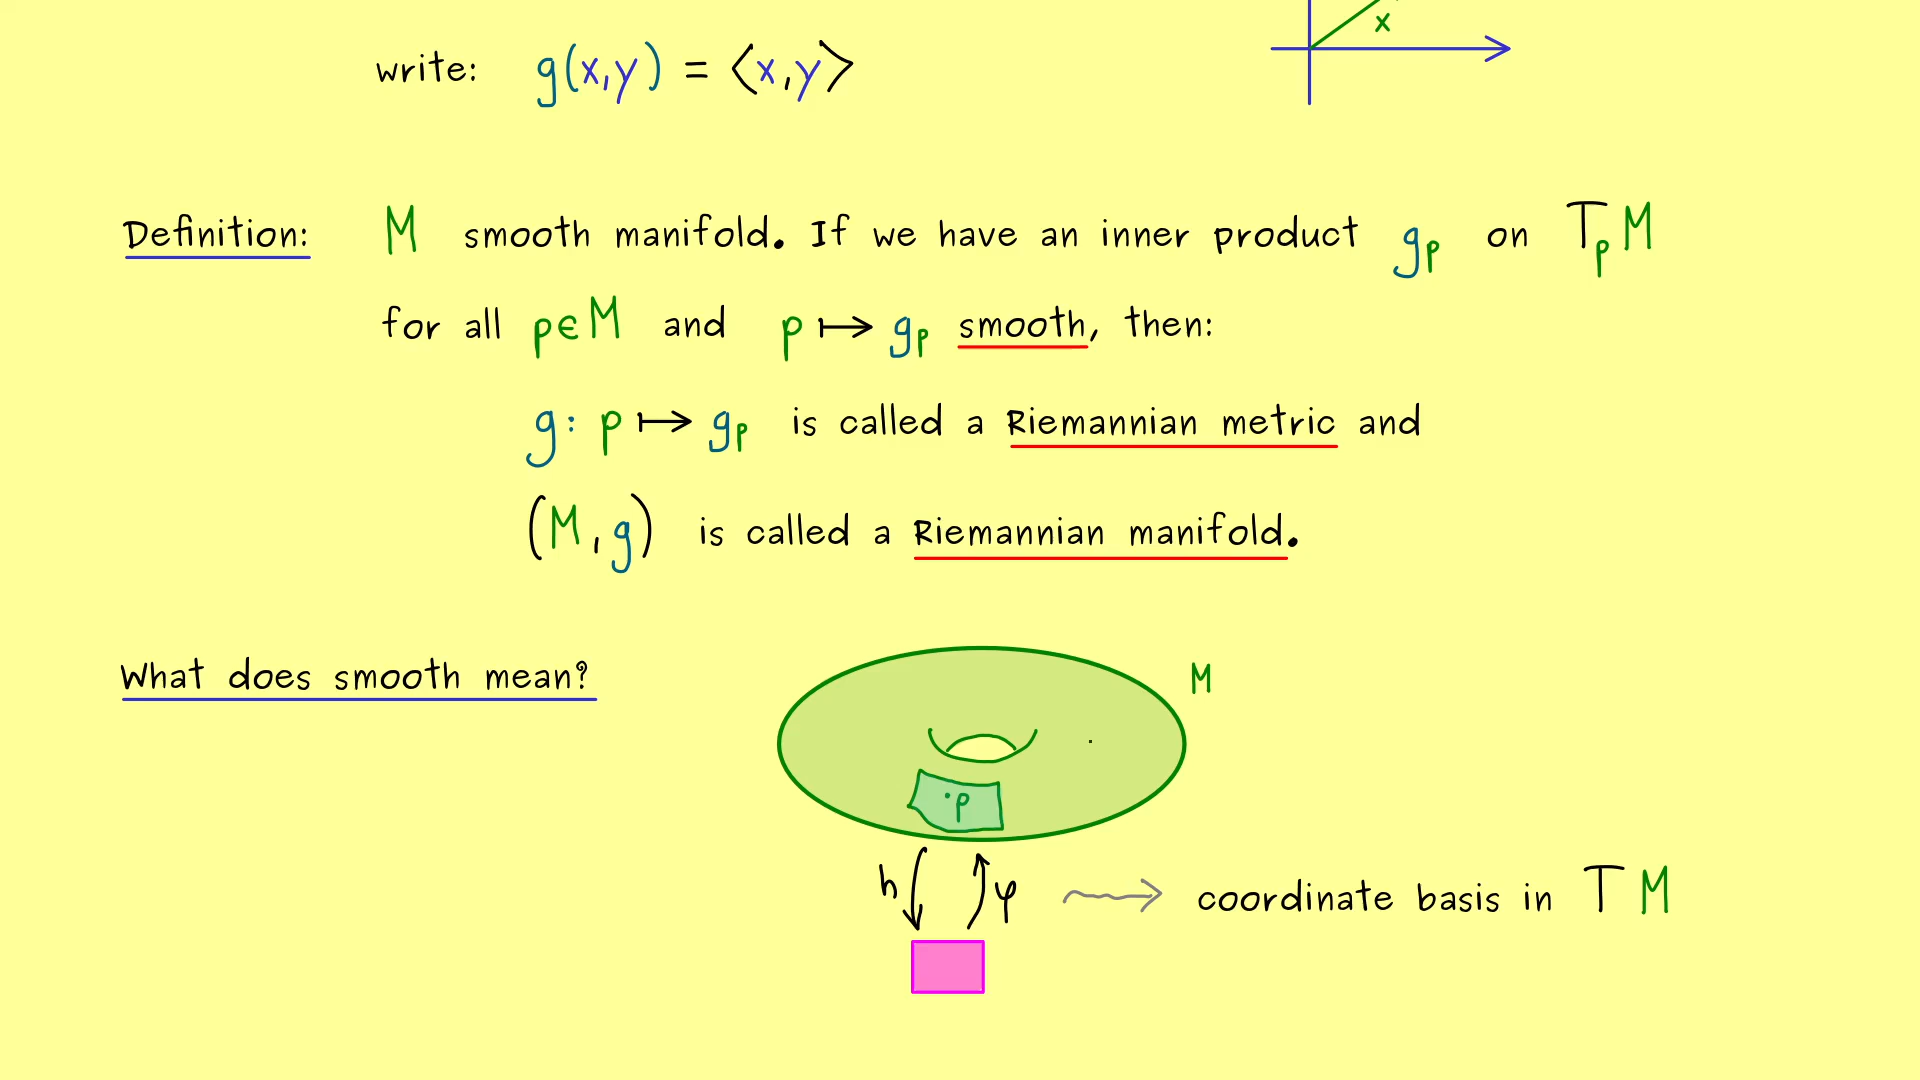 x
write: g(x,y) = ⟨x,y⟩
Definition: M smooth manifold. If we have an inner product g_p on T_p M
for all p∈M and p ↦ g_p smooth, then:
g: p ↦ g_p is called a Riemannian metric and
(M, g) is called a Riemannian manifold.
What does smooth mean?
M
p
h φ ⟿ coordinate basis in T M